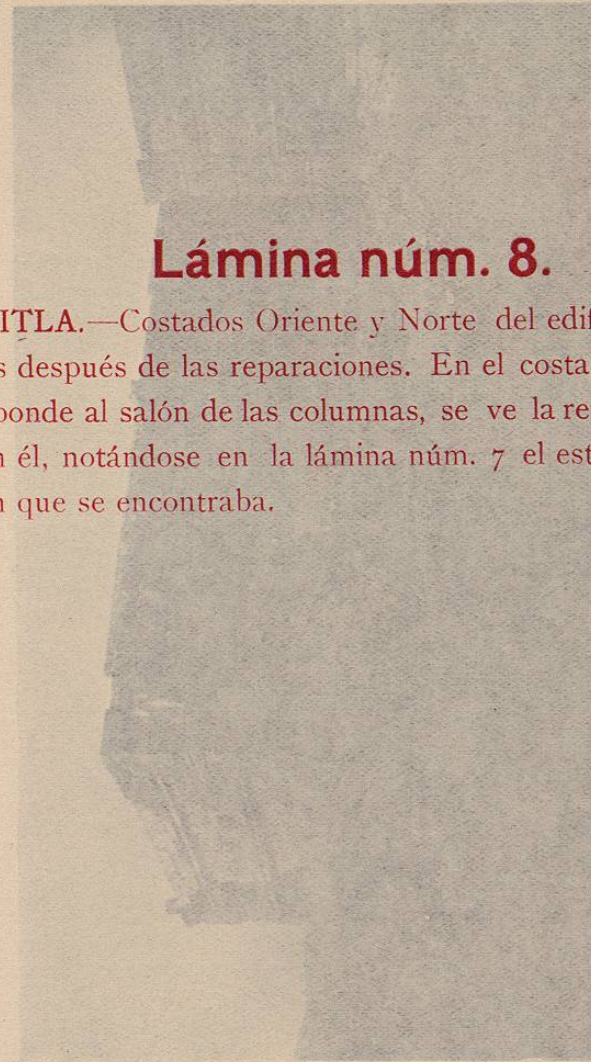 Lámina núm. 8.
ITLA.—Costados Oriente y Norte del edif
s después de las reparaciones. En el costa
ponde al salón de las columnas, se ve la re
n él, notándose en la lámina núm. 7 el est
n que se encontraba.